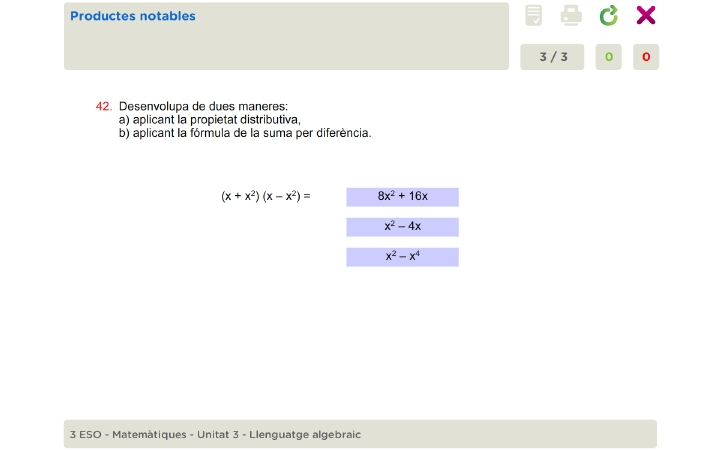 Productes notables
3 / 3
0
0
42. Desenvolupa de dues maneres:
a) aplicant la propietat distributiva,
b) aplicant la fórmula de la suma per diferència.
(x + x²) (x – x²) =
8x² + 16x
x² – 4x
x² – x⁴
3 ESO - Matemàtiques - Unitat 3 - Llenguatge algebraic